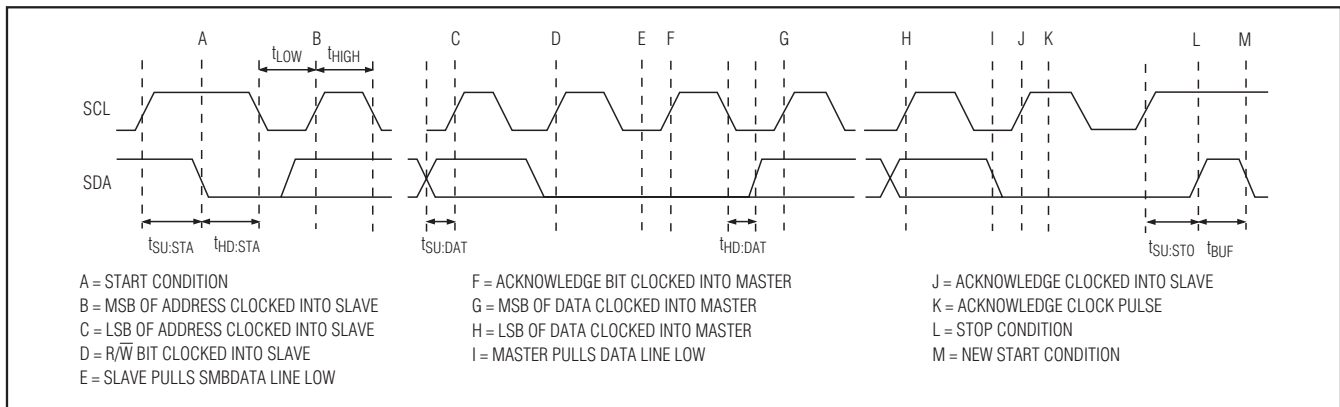 A B C D E F G H I J K L M
tLOW tHIGH
SCL
SDA
tSU:STA tHD:STA tSU:DAT tHD:DAT tSU:STO tBUF
A = START CONDITION
B = MSB OF ADDRESS CLOCKED INTO SLAVE
C = LSB OF ADDRESS CLOCKED INTO SLAVE
D = R/W̅ BIT CLOCKED INTO SLAVE
E = SLAVE PULLS SMBDATA LINE LOW
F = ACKNOWLEDGE BIT CLOCKED INTO MASTER
G = MSB OF DATA CLOCKED INTO MASTER
H = LSB OF DATA CLOCKED INTO MASTER
I = MASTER PULLS DATA LINE LOW
J = ACKNOWLEDGE CLOCKED INTO SLAVE
K = ACKNOWLEDGE CLOCK PULSE
L = STOP CONDITION
M = NEW START CONDITION